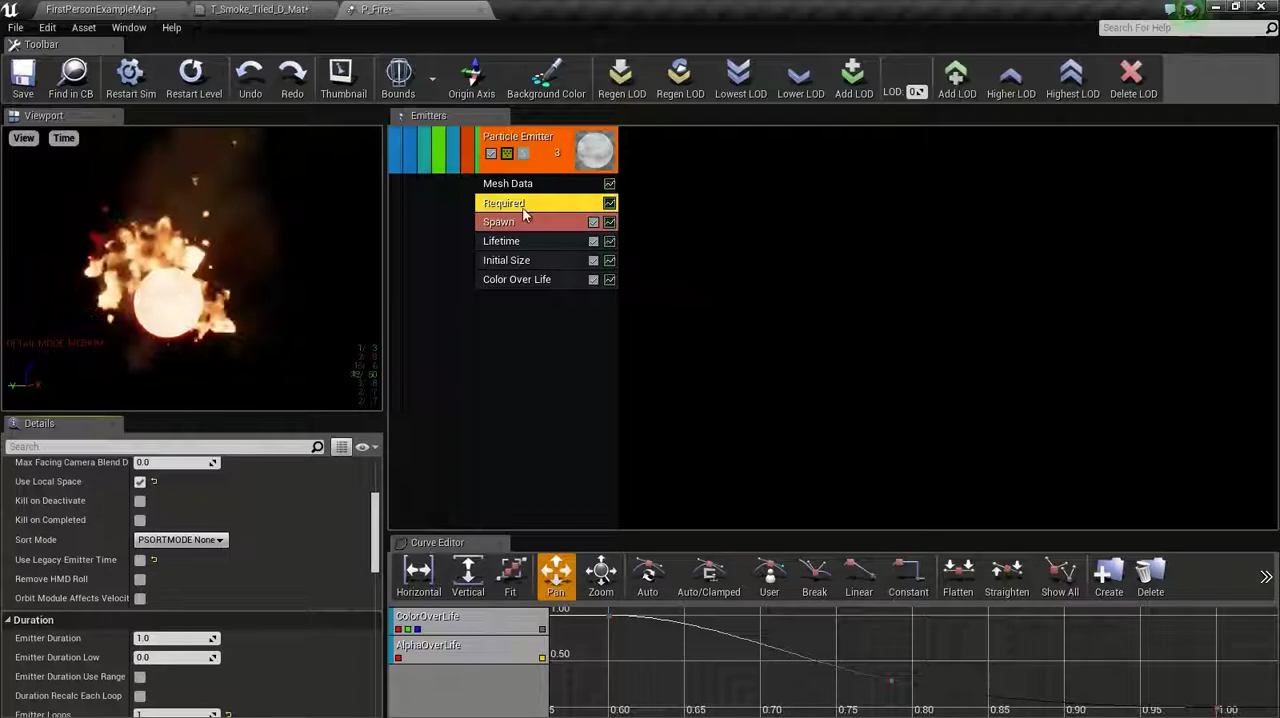 FirstPersonExampleMap*
T_Smoke_Tiled_D_Mat*
P_Fire*
File
Edit
Asset
Window
Help
Search For Help
Toolbar
Save
Find in CB
Restart Sim
Restart Level
Undo
Redo
Thumbnail
Bounds
Origin Axis
Background Color
Regen LOD
Regen LOD
Lowest LOD
Lower LOD
Add LOD
LOD: 0
Add LOD
Higher LOD
Highest LOD
Delete LOD
Viewport
View
Time
Emitters
Particle Emitter
3
Mesh Data
Required
Spawn
Lifetime
Initial Size
Color Over Life
Details
Search
Max Facing Camera Blend D
0.0
Use Local Space
Kill on Deactivate
Kill on Completed
Sort Mode
PSORTMODE None
Use Legacy Emitter Time
Remove HMD Roll
Orbit Module Affects Velocit
Duration
Emitter Duration
1.0
Emitter Duration Low
0.0
Emitter Duration Use Range
Duration Recalc Each Loop
Emitter Loops
1
Curve Editor
Horizontal
Vertical
Fit
Pan
Zoom
Auto
Auto/Clamped
User
Break
Linear
Constant
Flatten
Straighten
Show All
Create
Delete
ColorOverLife
AlphaOverLife
1.00
0.50
5
0.60
0.70
0.75
0.80
0.85
0.90
0.95
1.00